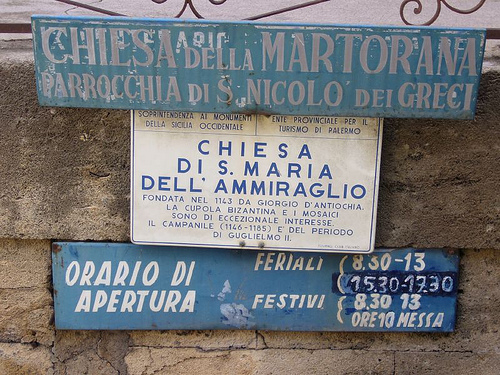 CHIESA DELLA MARTORANA
PARROCCHIA DI S. NICOLO' DEI GRECI
SOPRINTENDENZA AI MONUMENTI
DELLA SICILIA OCCIDENTALE
ENTE PROVINCIALE PER IL
TURISMO DI PALERMO
CHIESA
DI S. MARIA
DELL'AMMIRAGLIO
FONDATA NEL 1143 DA GIORGIO D'ANTIOCHIA.
LA CUPOLA BIZANTINA E I MOSAICI
SONO DI ECCEZIONALE INTERESSE.
IL CAMPANILE (1146-1185) E' DEL PERIODO
DI GUGLIELMO II.
ORARIO DI
APERTURA
FERIALI ( 8.30-13
( 15.30-17.30
FESTIVI ( 8.30 13
( ORE 10 MESSA